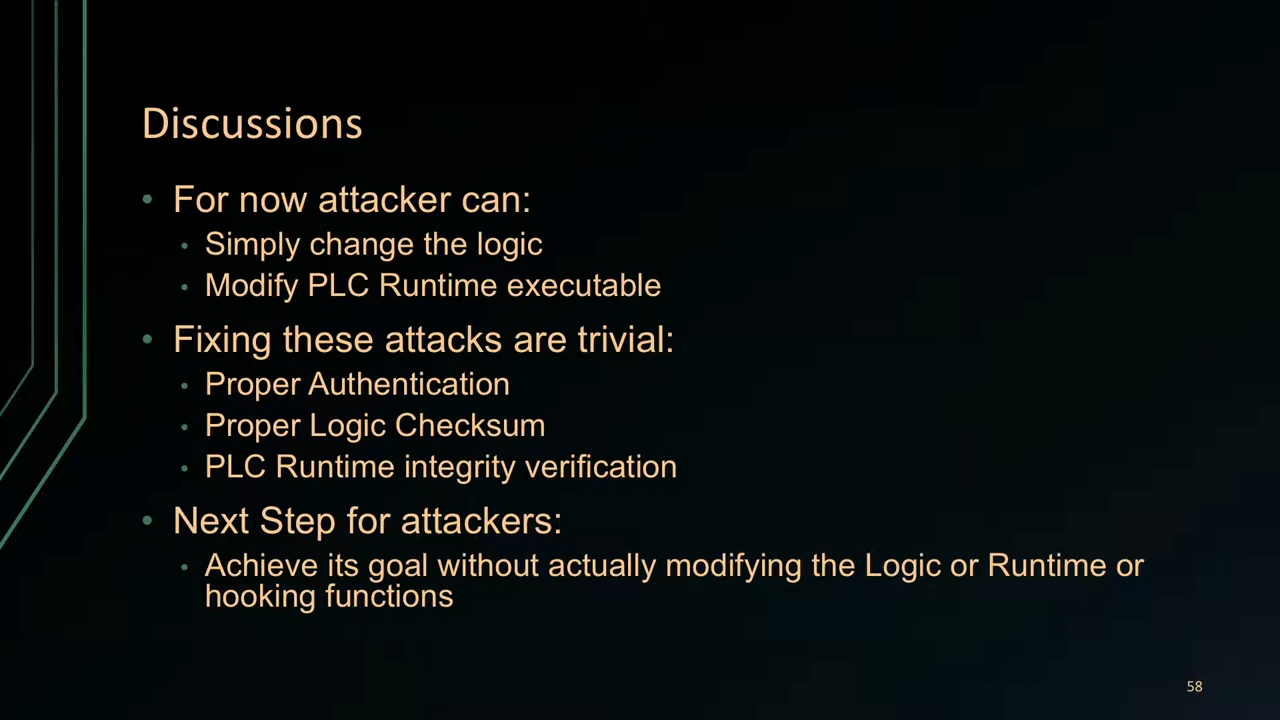 Discussions
• For now attacker can:
• Simply change the logic
• Modify PLC Runtime executable
• Fixing these attacks are trivial:
• Proper Authentication
• Proper Logic Checksum
• PLC Runtime integrity verification
• Next Step for attackers:
• Achieve its goal without actually modifying the Logic or Runtime or
hooking functions
58